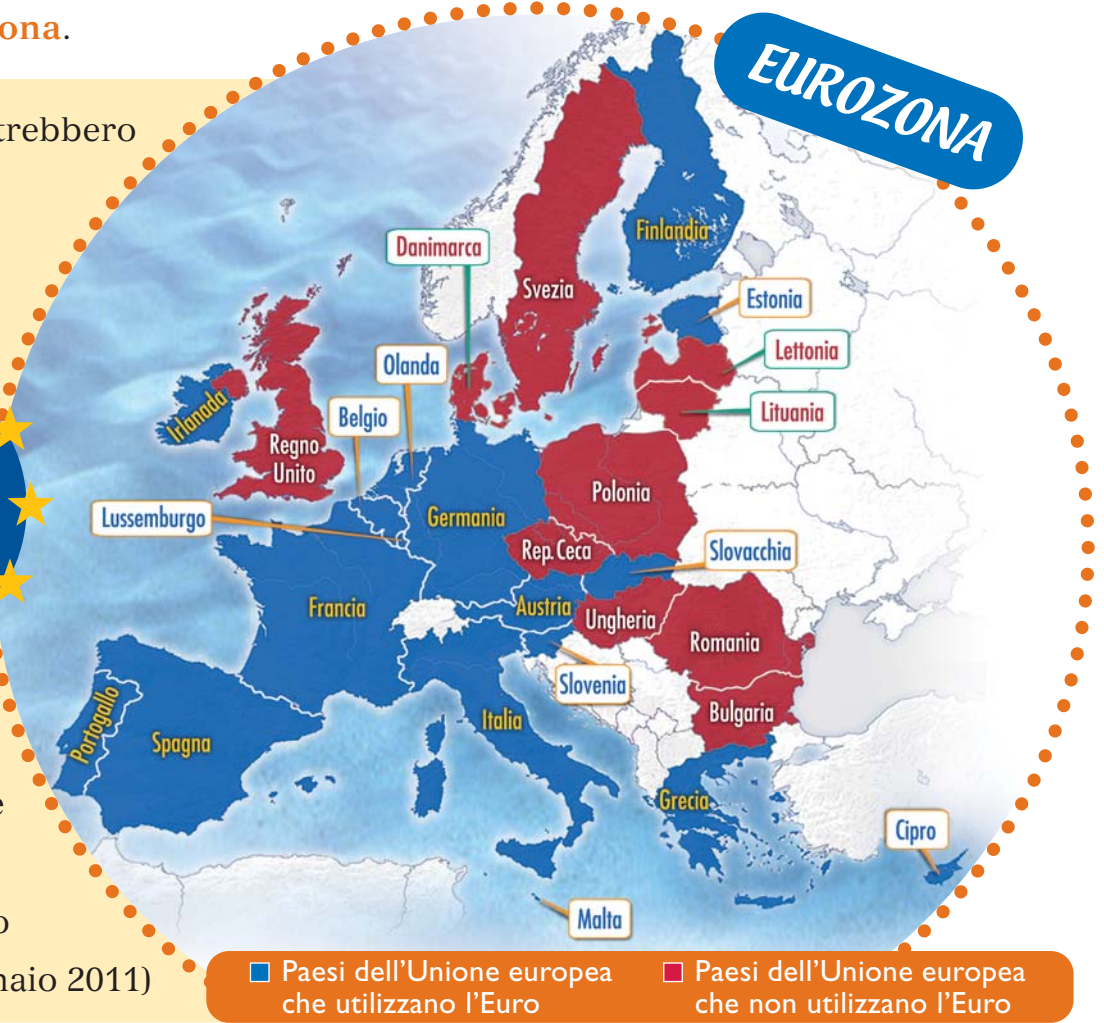 ona.
trebbero
e
o
naio 2011)
EUROZONA
Finlandia
Danimarca
Svezia
Estonia
Lettonia
Lituania
Olanda
Belgio
Irlanada
Regno
Unito
Lussemburgo
Germania
Polonia
Rep. Ceca
Slovacchia
Francia
Austria
Ungheria
Romania
Slovenia
Bulgaria
Portogallo
Spagna
Italia
Grecia
Cipro
Malta
Paesi dell'Unione europea
che utilizzano l'Euro
Paesi dell'Unione europea
che non utilizzano l'Euro